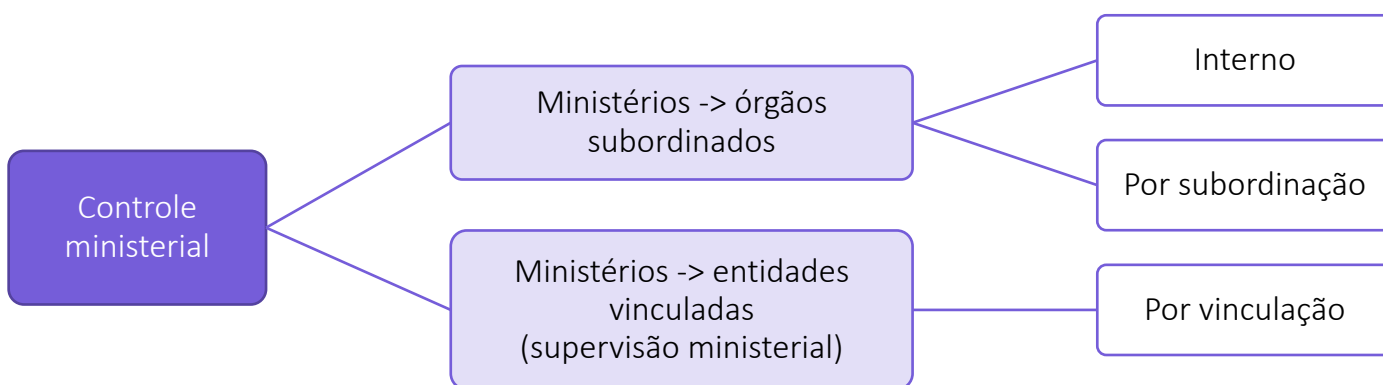 Controle
ministerial
Ministérios -> órgãos
subordinados
Interno
Por subordinação
Ministérios -> entidades
vinculadas
(supervisão ministerial)
Por vinculação